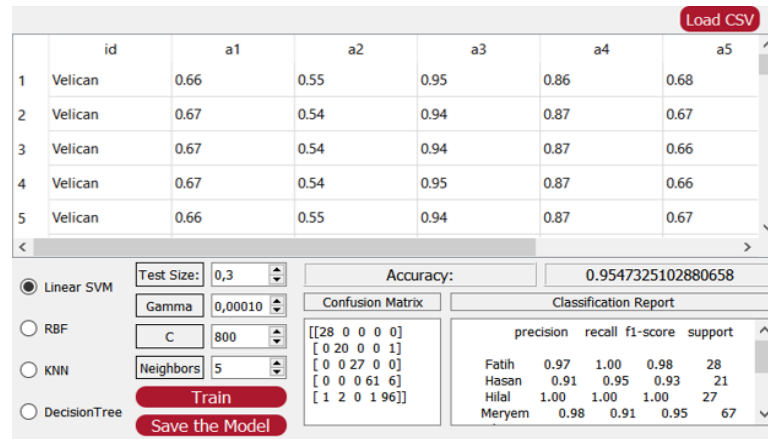 Load CSV
id a1 a2 a3 a4 a5
1 Velican 0.66 0.55 0.95 0.86 0.68
2 Velican 0.67 0.54 0.94 0.87 0.67
3 Velican 0.67 0.54 0.94 0.87 0.66
4 Velican 0.67 0.54 0.95 0.87 0.66
5 Velican 0.66 0.55 0.94 0.87 0.67
Linear SVM
RBF
KNN
DecisionTree
Test Size: 0,3
Gamma 0,00010
C 800
Neighbors 5
Train
Save the Model
Accuracy: 0.9547325102880658
Confusion Matrix
[[28 0 0 0 0]
[ 0 20 0 0 1]
[ 0 0 27 0 0]
[ 0 0 0 61 6]
[ 1 2 0 1 96]]
Classification Report
precision recall f1-score support
Fatih 0.97 1.00 0.98 28
Hasan 0.91 0.95 0.93 21
Hilal 1.00 1.00 1.00 27
Meryem 0.98 0.91 0.95 67